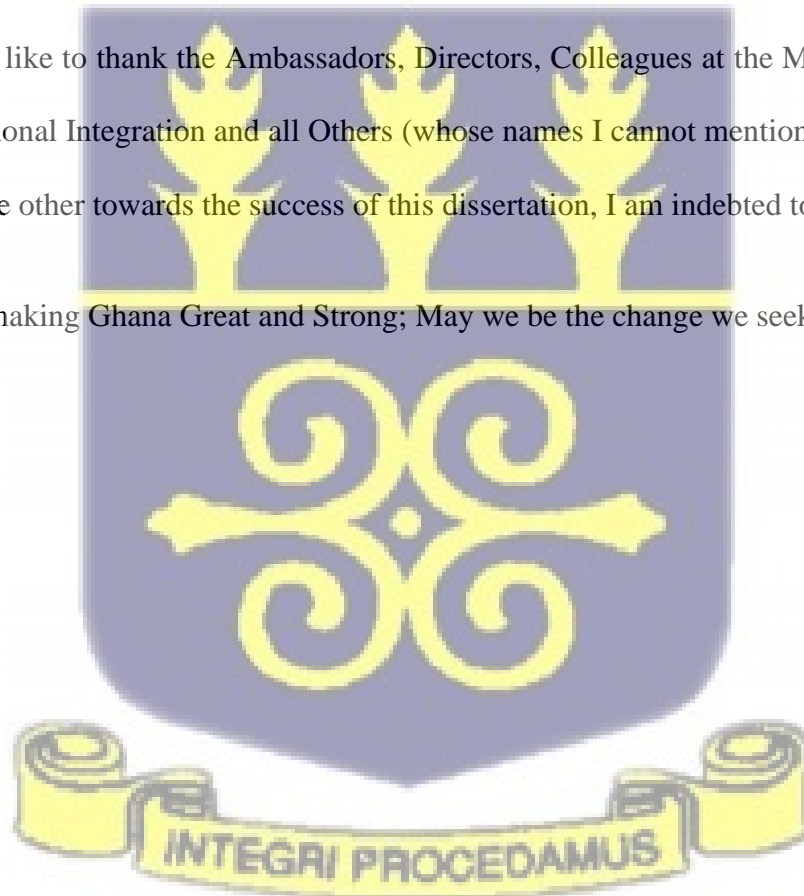 like to thank the Ambassadors, Directors, Colleagues at the M
ional Integration and all Others (whose names I cannot mention
e other towards the success of this dissertation, I am indebted to
naking Ghana Great and Strong; May we be the change we seek
INTEGRI PROCEDAMUS